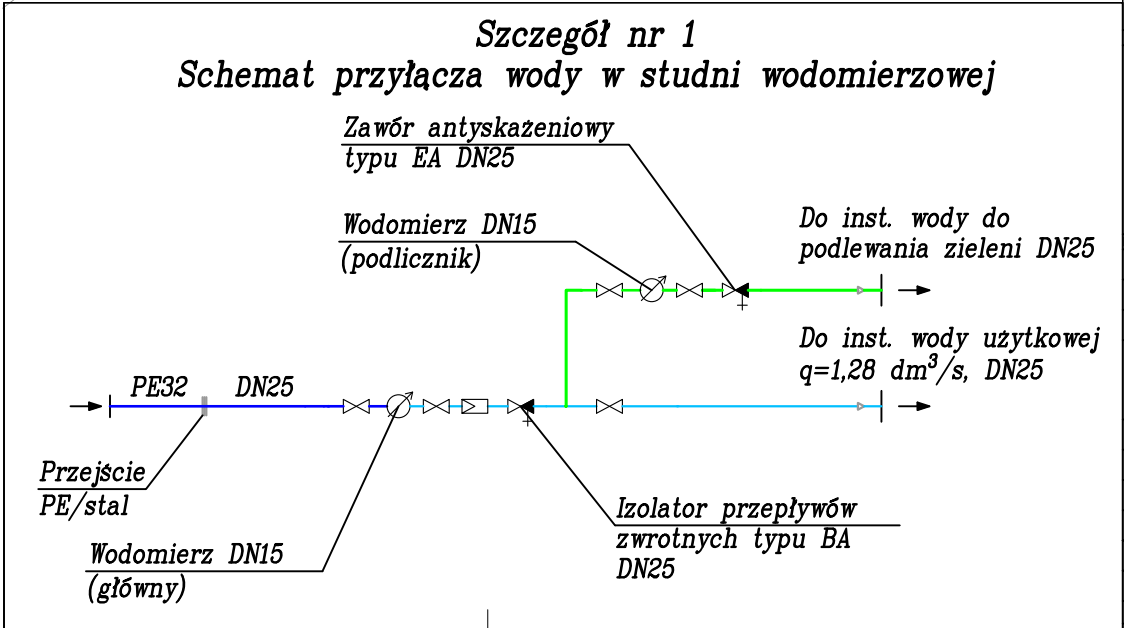 Szczegół nr 1
Schemat przyłącza wody w studni wodomierzowej
Zawór antyskażeniowy
typu EA DN25
Wodomierz DN15
(podlicznik)
Do inst. wody do
podlewania zieleni DN25
Do inst. wody użytkowej
q=1,28 dm³/s, DN25
PE32 DN25
Przejście
PE/stal
Wodomierz DN15
(główny)
Izolator przepływów
zwrotnych typu BA
DN25